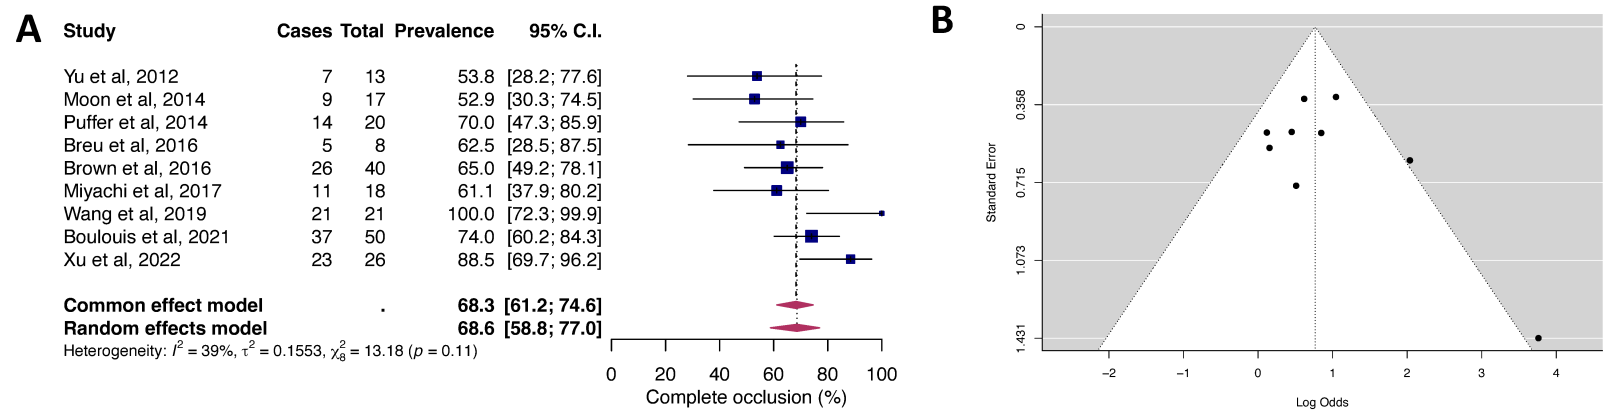 A
Study Cases Total Prevalence 95% C.I.
Yu et al, 2012 7 13 53.8 [28.2; 77.6]
Moon et al, 2014 9 17 52.9 [30.3; 74.5]
Puffer et al, 2014 14 20 70.0 [47.3; 85.9]
Breu et al, 2016 5 8 62.5 [28.5; 87.5]
Brown et al, 2016 26 40 65.0 [49.2; 78.1]
Miyachi et al, 2017 11 18 61.1 [37.9; 80.2]
Wang et al, 2019 21 21 100.0 [72.3; 99.9]
Boulouis et al, 2021 37 50 74.0 [60.2; 84.3]
Xu et al, 2022 23 26 88.5 [69.7; 96.2]
Common effect model . 68.3 [61.2; 74.6]
Random effects model 68.6 [58.8; 77.0]
Heterogeneity: I² = 39%, τ² = 0.1553, χ²₈ = 13.18 (p = 0.11)
0 20 40 60 80 100
Complete occlusion (%)
B
0
0.358
0.715
1.073
1.431
Standard Error
−2 −1 0 1 2 3 4
Log Odds